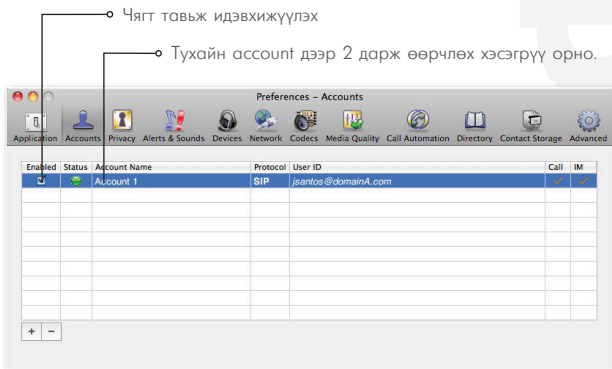 Чягт тавьж идэвхижүүлэх
Тухайн account дээр 2 дарж өөрчлөх хэсэгрүү орно.
Preferences – Accounts
Application Accounts Privacy Alerts & Sounds Devices Network Codecs Media Quality Call Automation Directory Contact Storage Advanced
Enabled Status Account Name Protocol User ID Call IM
Account 1 SIP jsantos@domainA.com
+ –